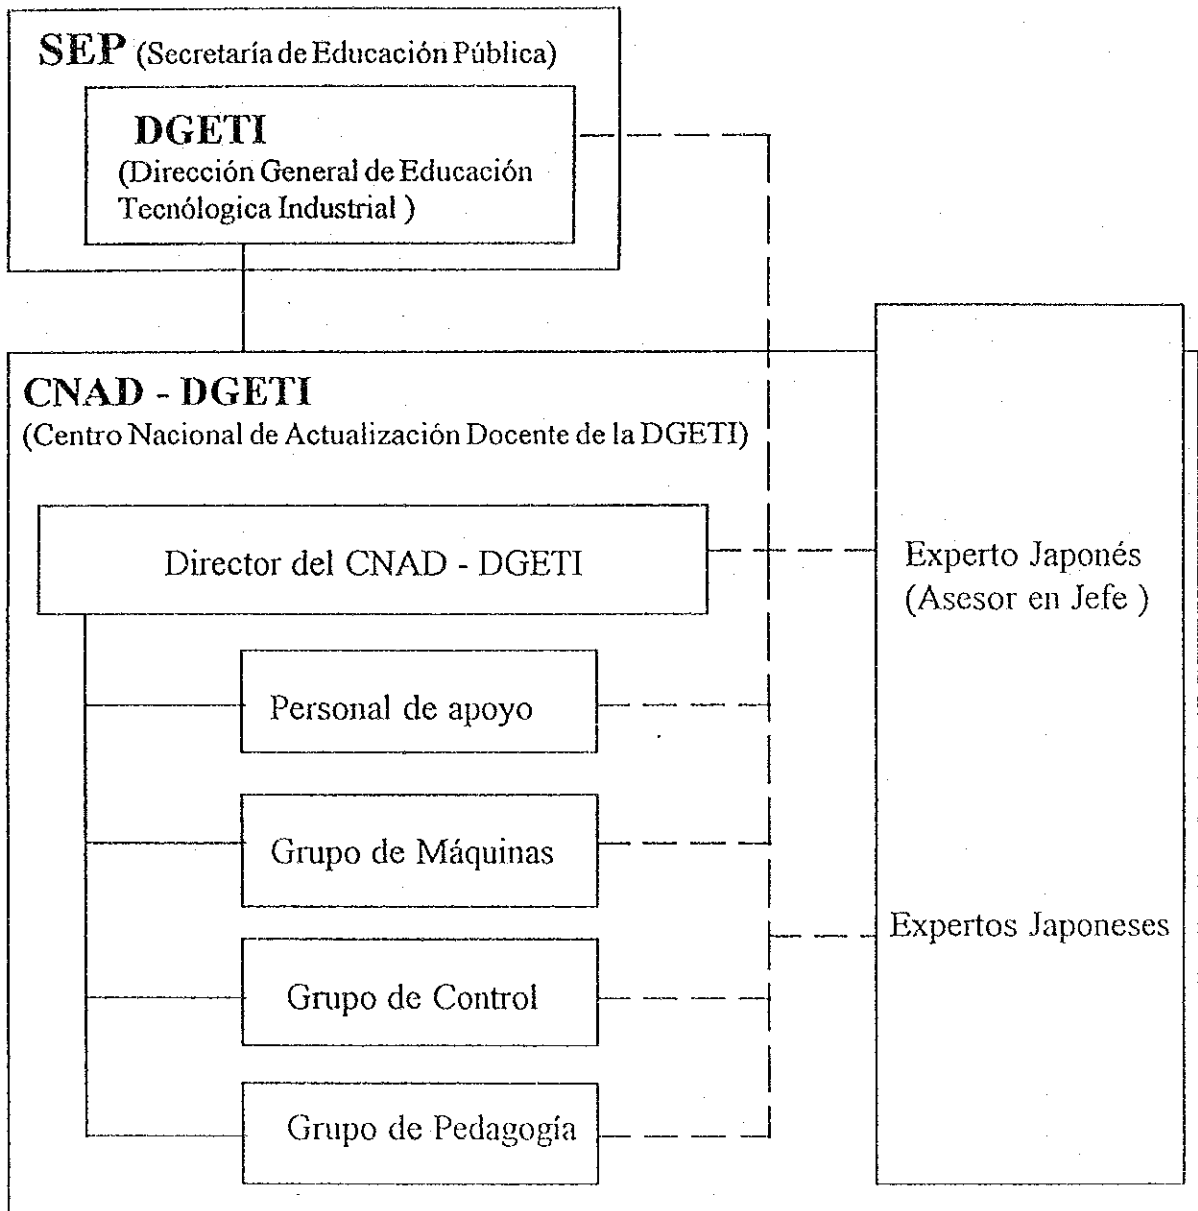 SEP (Secretaría de Educación Pública)
DGETI
(Dirección General de Educación
Tecnólogica Industrial )
CNAD - DGETI
(Centro Nacional de Actualización Docente de la DGETI)
Director del CNAD - DGETI
Experto Japonés
(Asesor en Jefe )
Personal de apoyo
Grupo de Máquinas
Expertos Japoneses
Grupo de Control
Grupo de Pedagogía